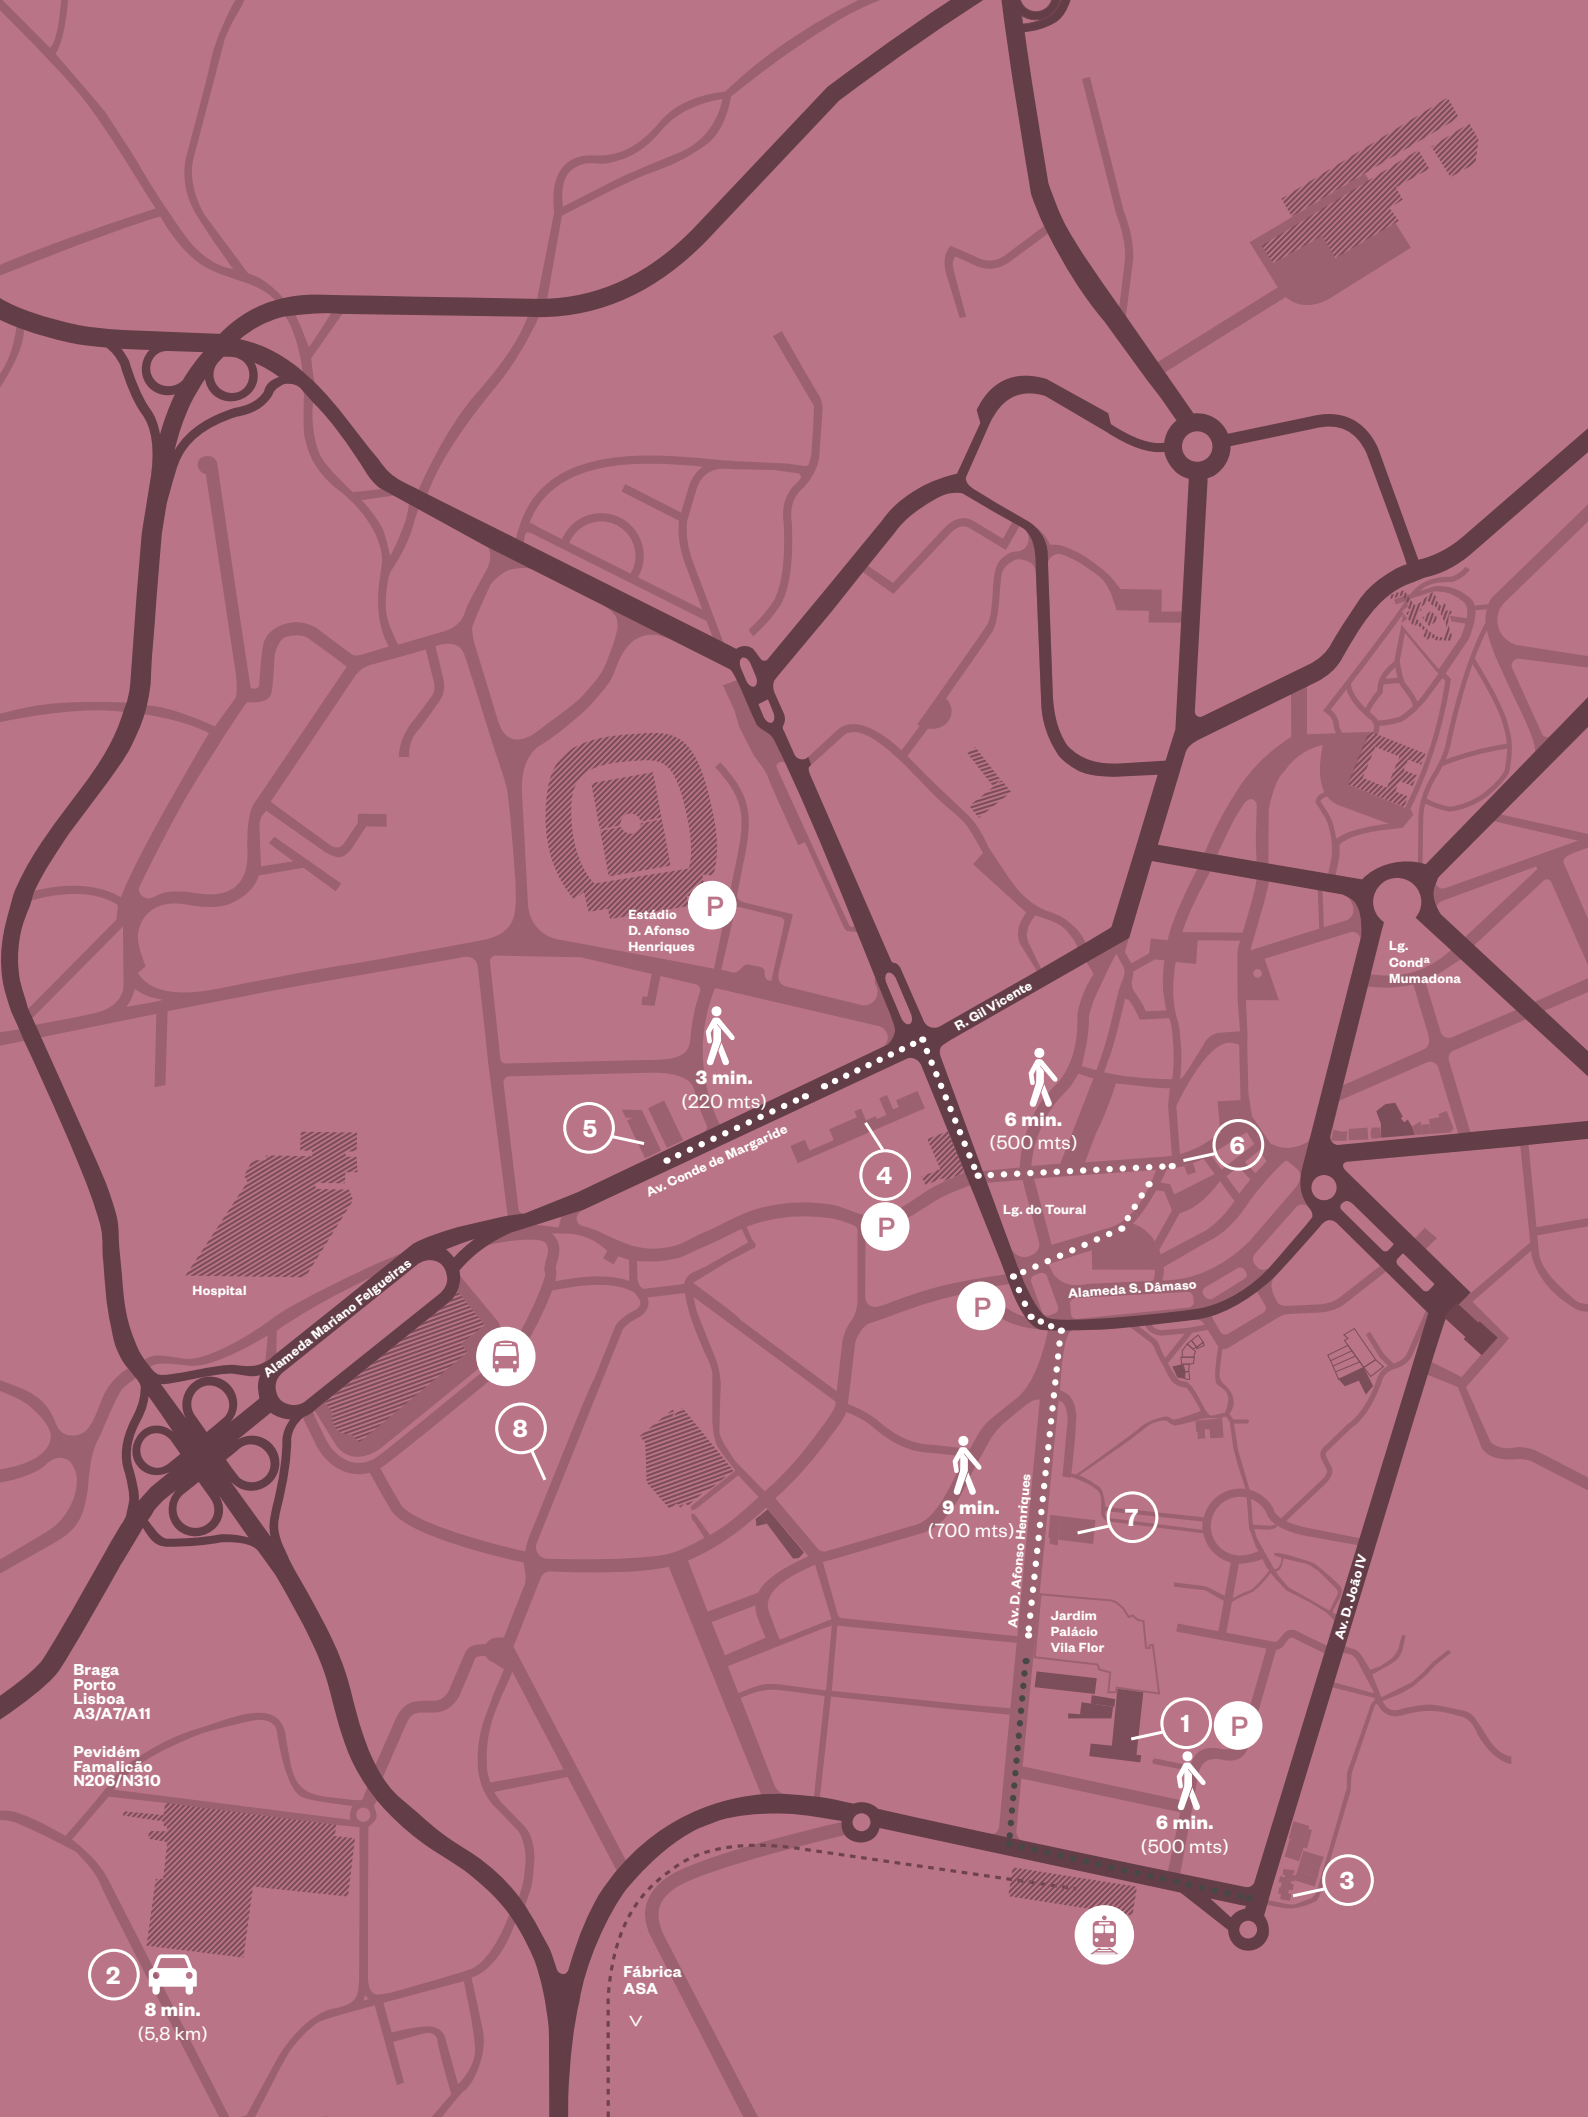 P
Estádio
D. Afonso
Henriques
Lg.
Condª
Mumadona
R. Gil Vicente
3 min.
(220 mts)
5
Av. Conde de Margaride
4
P
6 min.
(500 mts)
6
Lg. do Toural
Hospital
Alameda Mariano Felgueiras
P
Alameda S. Dâmaso
8
9 min.
(700 mts)
7
Av. D. Afonso Henriques
Jardim
Palácio
Vila Flor
Av. D. João IV
Braga
Porto
Lisboa
A3/A7/A11
Pevidém
Famalicão
N206/N310
1
P
6 min.
(500 mts)
3
2
8 min.
(5,8 km)
Fábrica
ASA